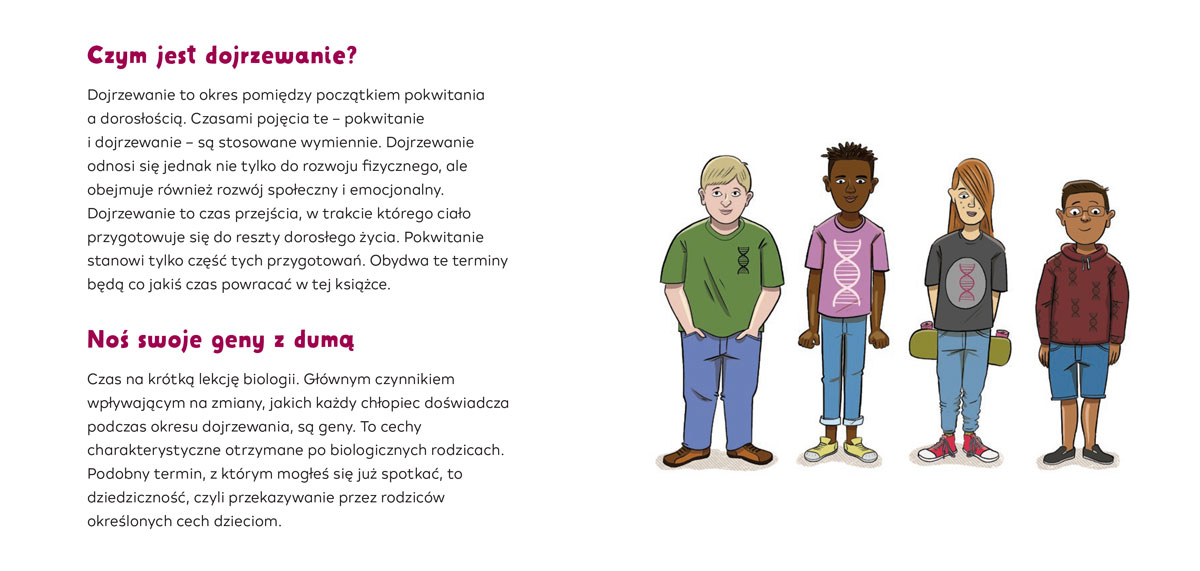 Czym jest dojrzewanie?
Dojrzewanie to okres pomiędzy początkiem pokwitania
a dorosłością. Czasami pojęcia te – pokwitanie
i dojrzewanie – są stosowane wymiennie. Dojrzewanie
odnosi się jednak nie tylko do rozwoju fizycznego, ale
obejmuje również rozwój społeczny i emocjonalny.
Dojrzewanie to czas przejścia, w trakcie którego ciało
przygotowuje się do reszty dorosłego życia. Pokwitanie
stanowi tylko część tych przygotowań. Obydwa te terminy
będą co jakiś czas powracać w tej książce.
Noś swoje geny z dumą
Czas na krótką lekcję biologii. Głównym czynnikiem
wpływającym na zmiany, jakich każdy chłopiec doświadcza
podczas okresu dojrzewania, są geny. To cechy
charakterystyczne otrzymane po biologicznych rodzicach.
Podobny termin, z którym mogłeś się już spotkać, to
dziedziczność, czyli przekazywanie przez rodziców
określonych cech dzieciom.